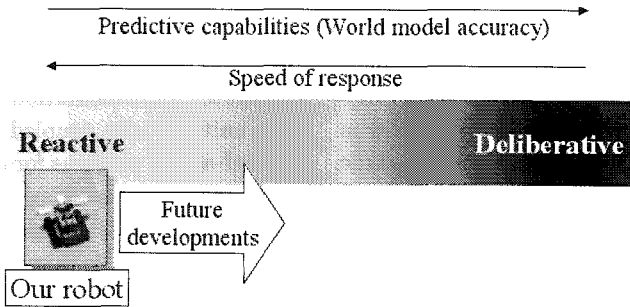 Predictive capabilities (World model accuracy)
Speed of response
Reactive
Deliberative
Future
developments
Our robot